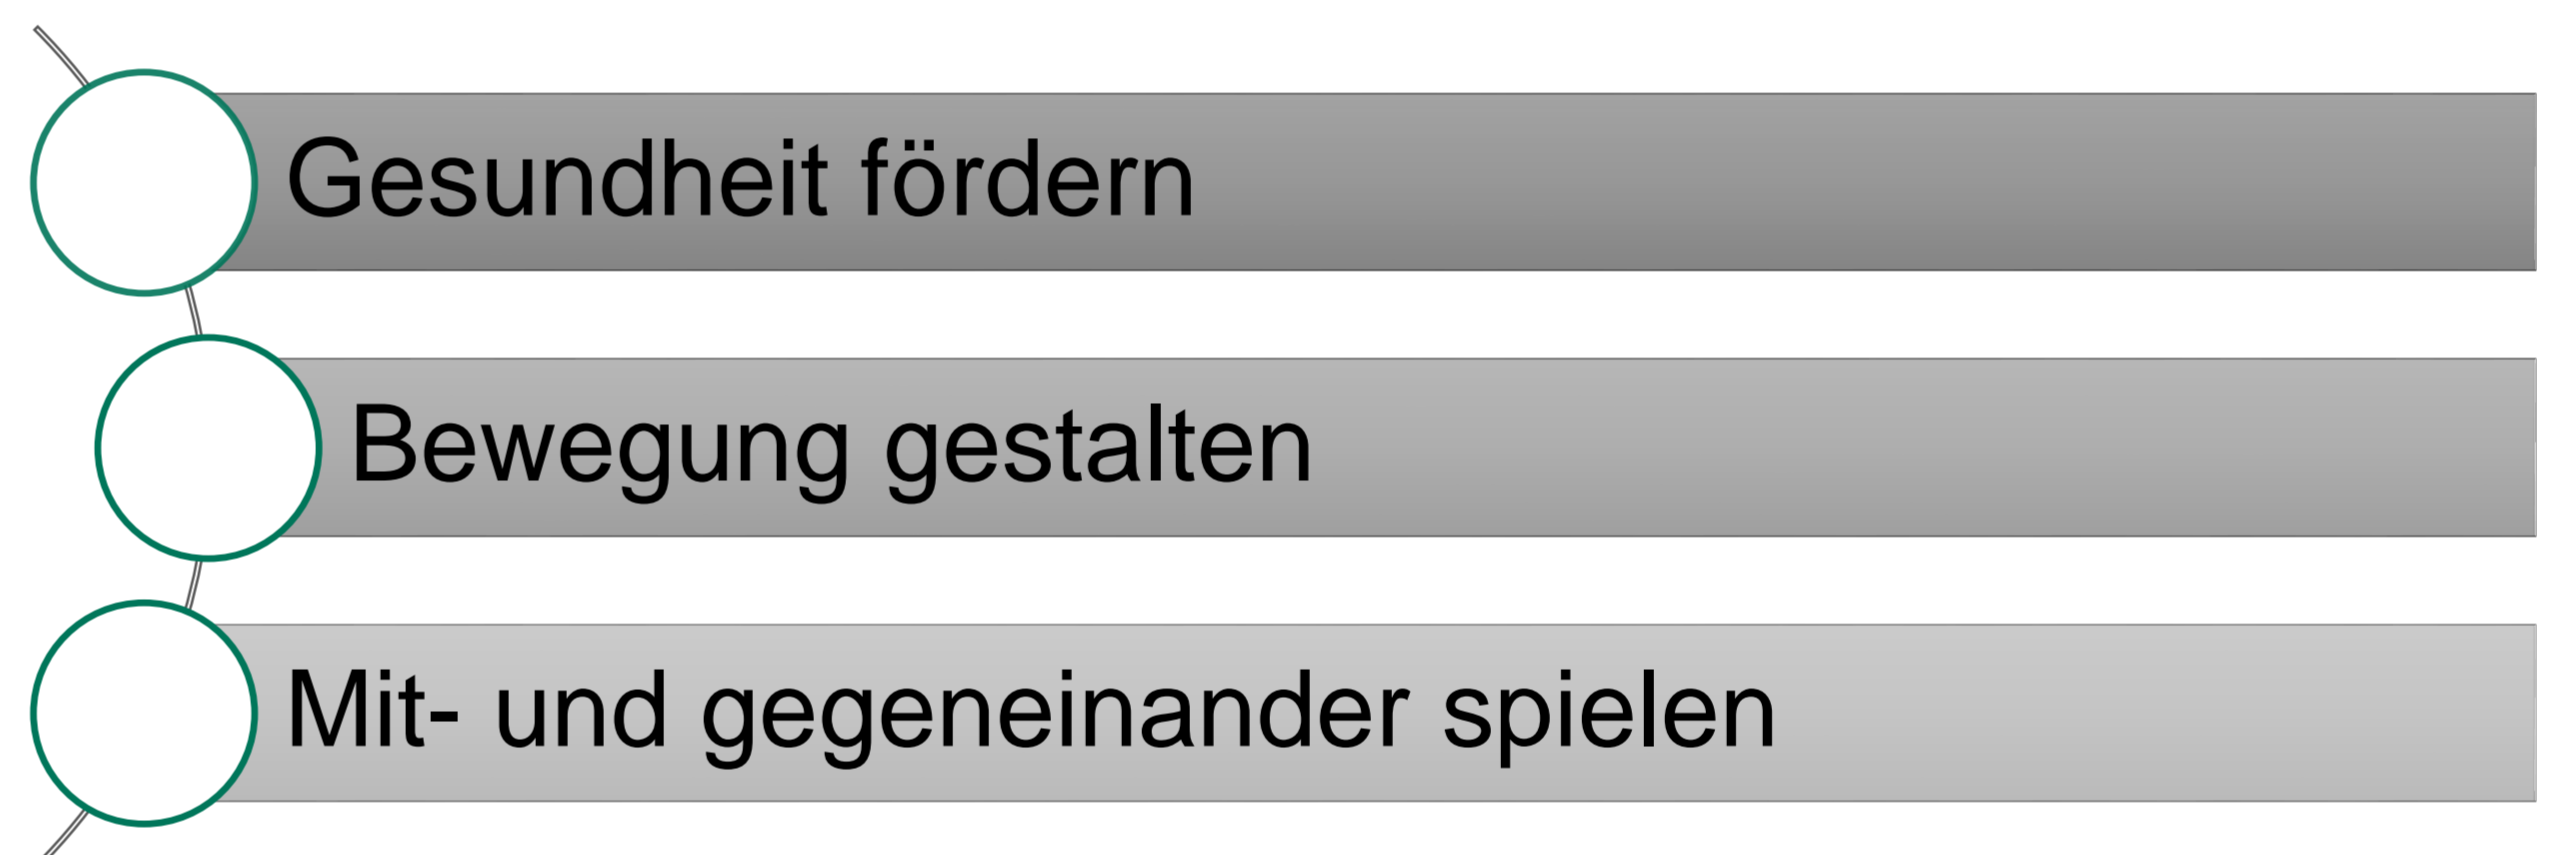 Gesundheit fördern
Bewegung gestalten
Mit- und gegeneinander spielen